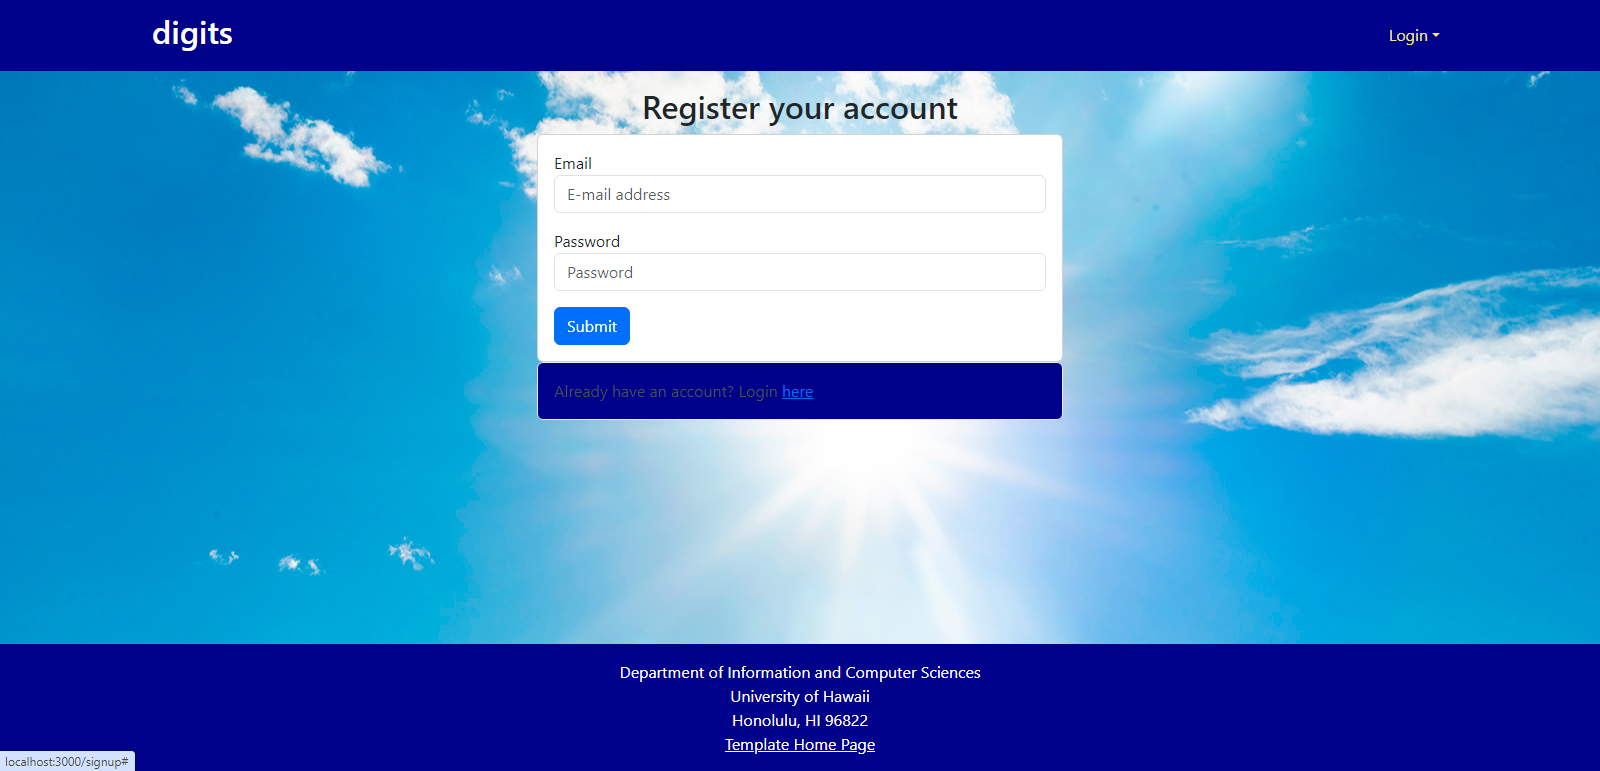 digits
Login
Register your account
Email
E-mail address
Password
Password
Submit
Already have an account? Login here
Department of Information and Computer Sciences
University of Hawaii
Honolulu, HI 96822
Template Home Page
localhost:3000/signup#